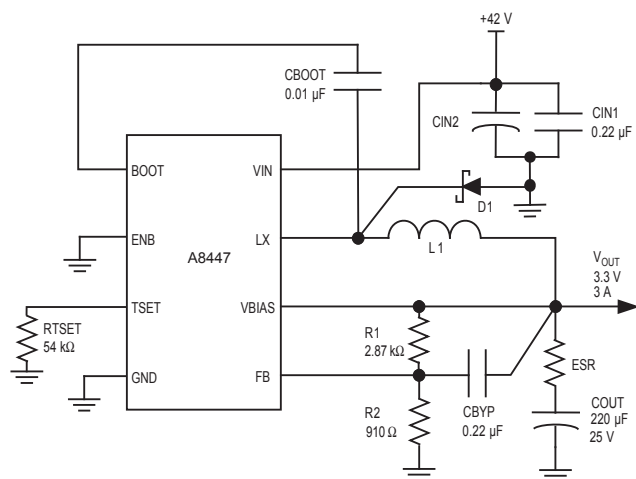 +42 V
CBOOT
0.01 µF
CIN2
CIN1
0.22 µF
BOOT
VIN
D1
ENB
LX
L1
A8447
VOUT
3.3 V
3 A
TSET
VBIAS
RTSET
54 kΩ
R1
2.87 kΩ
ESR
GND
FB
CBYP
0.22 µF
R2
910 Ω
COUT
220 µF
25 V